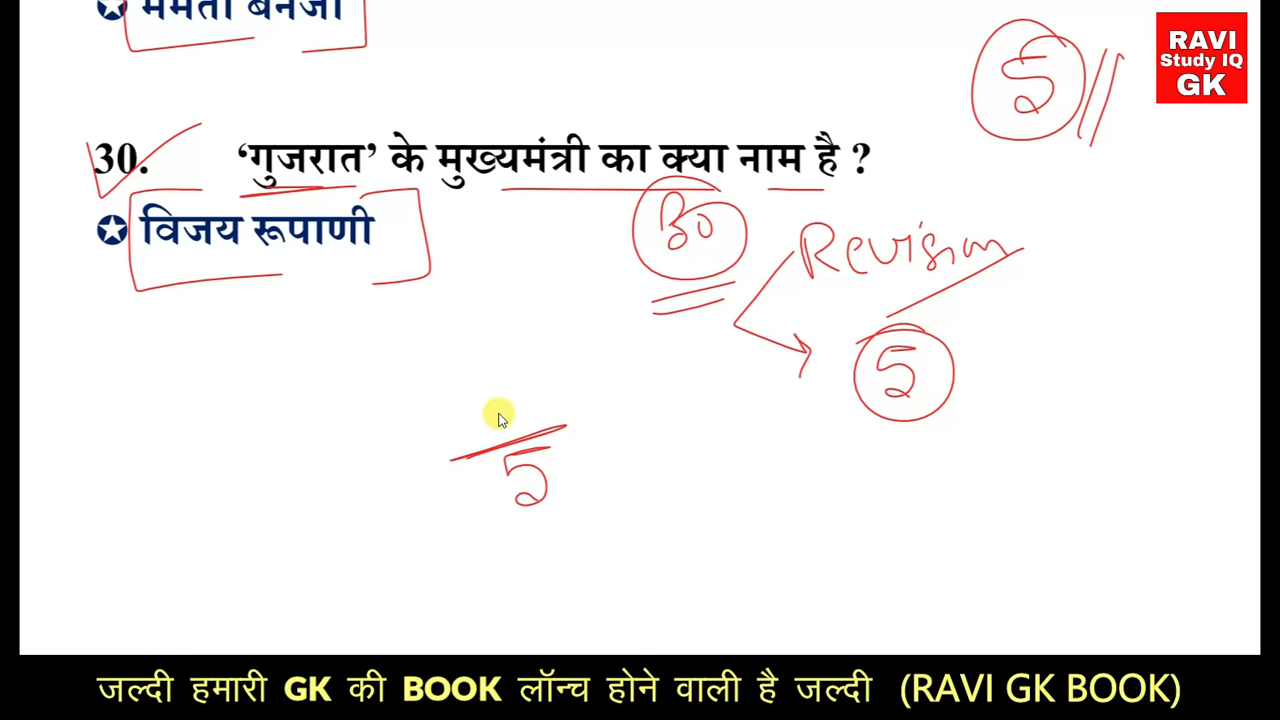 ममता बनर्जी
RAVI
Study IQ
GK
5
30. ‘गुजरात’ के मुख्यमंत्री का क्या नाम है ?
विजय रूपाणी
30
Revision
5
5
जल्दी हमारी GK की BOOK लॉन्च होने वाली है जल्दी (RAVI GK BOOK)